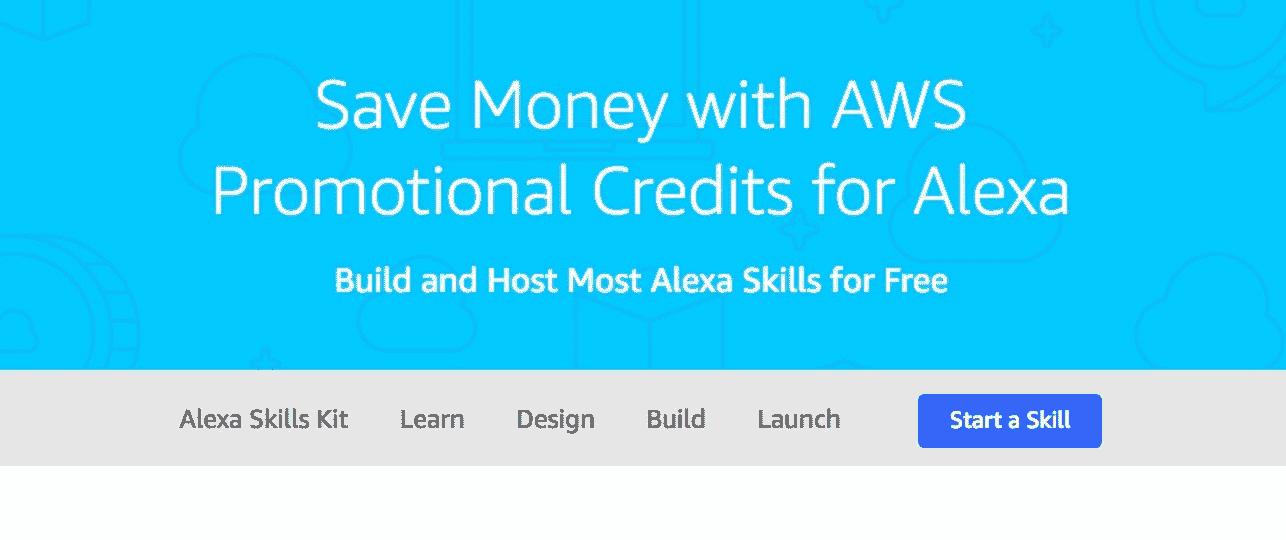 Save Money with AWS
Promotional Credits for Alexa
Build and Host Most Alexa Skills for Free
Alexa Skills Kit Learn Design Build Launch Start a Skill